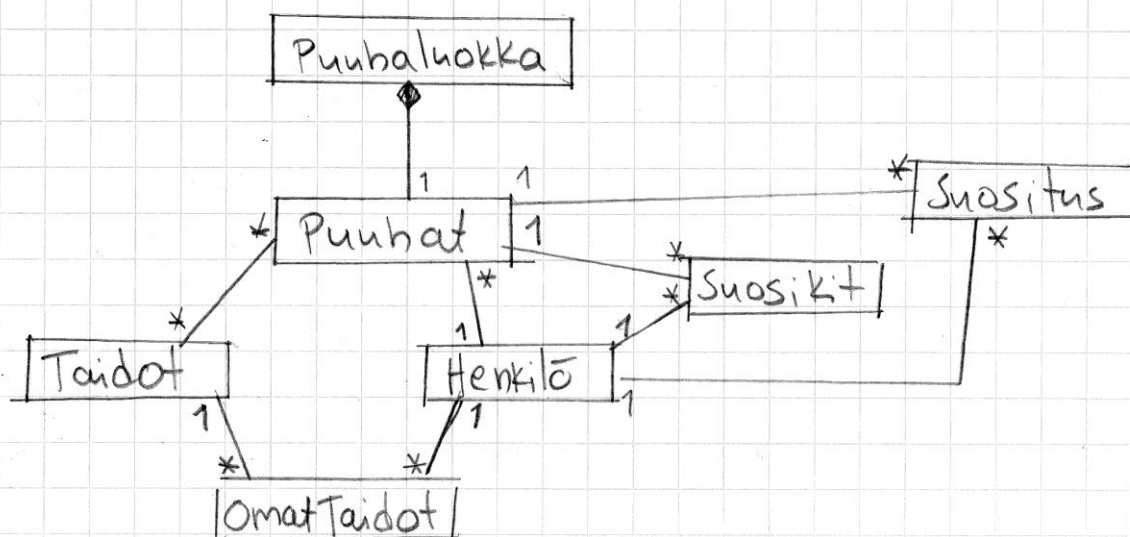 Puuhaluokka
1
1
*
Suositus
*
Puuhat
1
*
*
*
Suosikit
*
*
1
1
Taidot
Henkilö
1
1
1
*
*
OmatTaidot